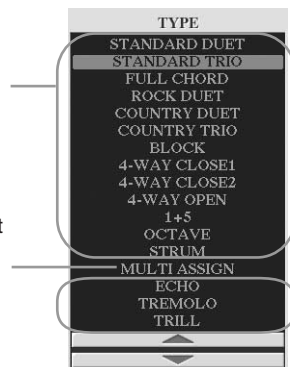 TYPE
STANDARD DUET
STANDARD TRIO
FULL CHORD
ROCK DUET
COUNTRY DUET
COUNTRY TRIO
BLOCK
4-WAY CLOSE1
4-WAY CLOSE2
4-WAY OPEN
1+5
t
OCTAVE
STRUM
MULTI ASSIGN
ECHO
TREMOLO
TRILL